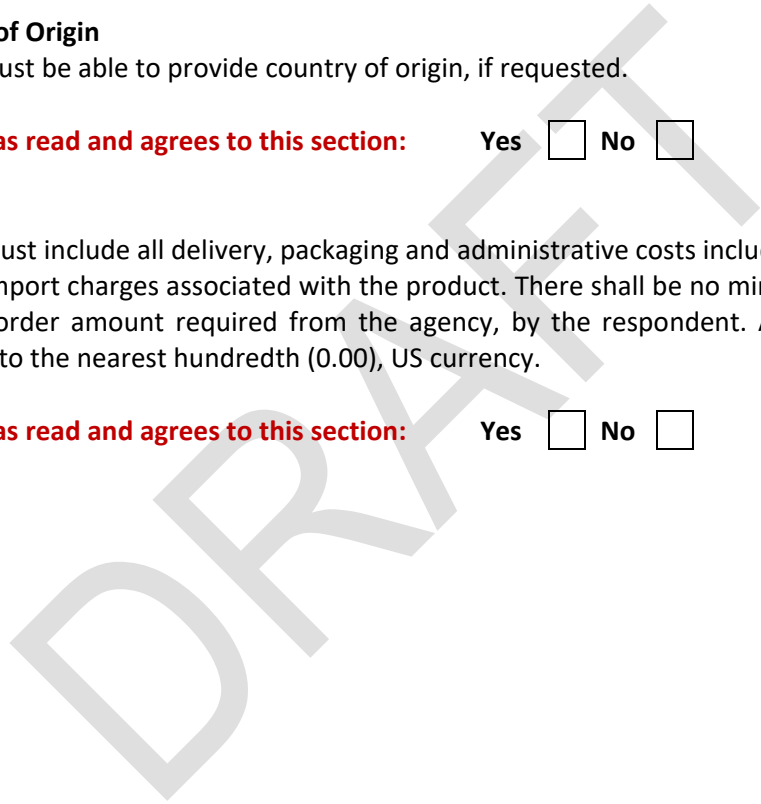 of Origin
ust be able to provide country of origin, if requested.
as read and agrees to this section: Yes No
ust include all delivery, packaging and administrative costs inclu
mport charges associated with the product. There shall be no min
order amount required from the agency, by the respondent. A
to the nearest hundredth (0.00), US currency.
as read and agrees to this section: Yes No
DRAFT